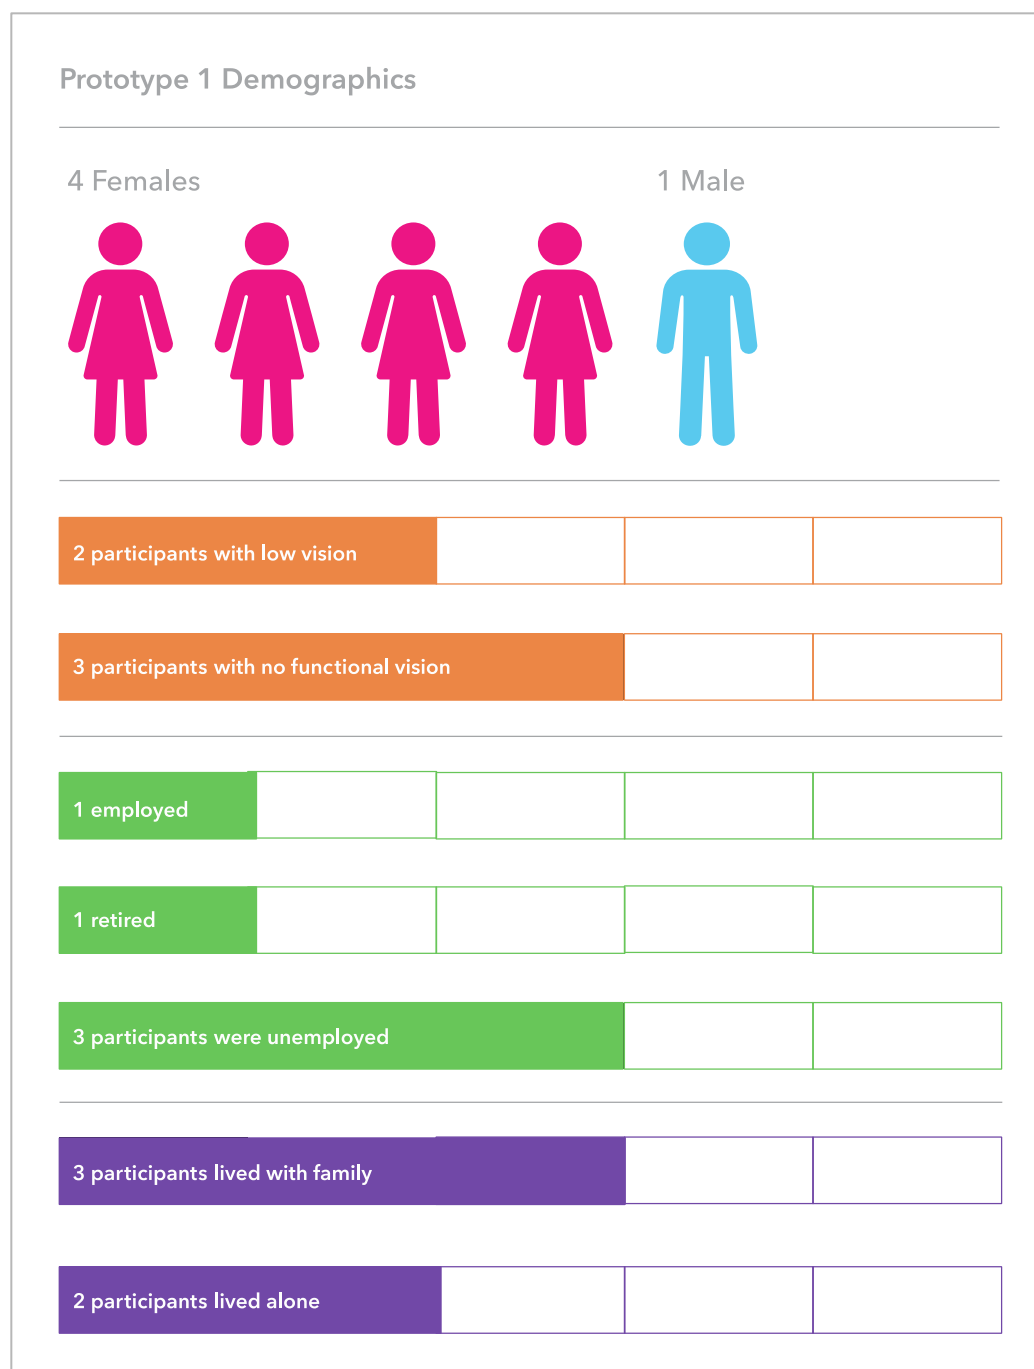 Prototype 1 Demographics
4 Females
1 Male
2 participants with low vision
3 participants with no functional vision
1 employed
1 retired
3 participants were unemployed
3 participants lived with family
2 participants lived alone